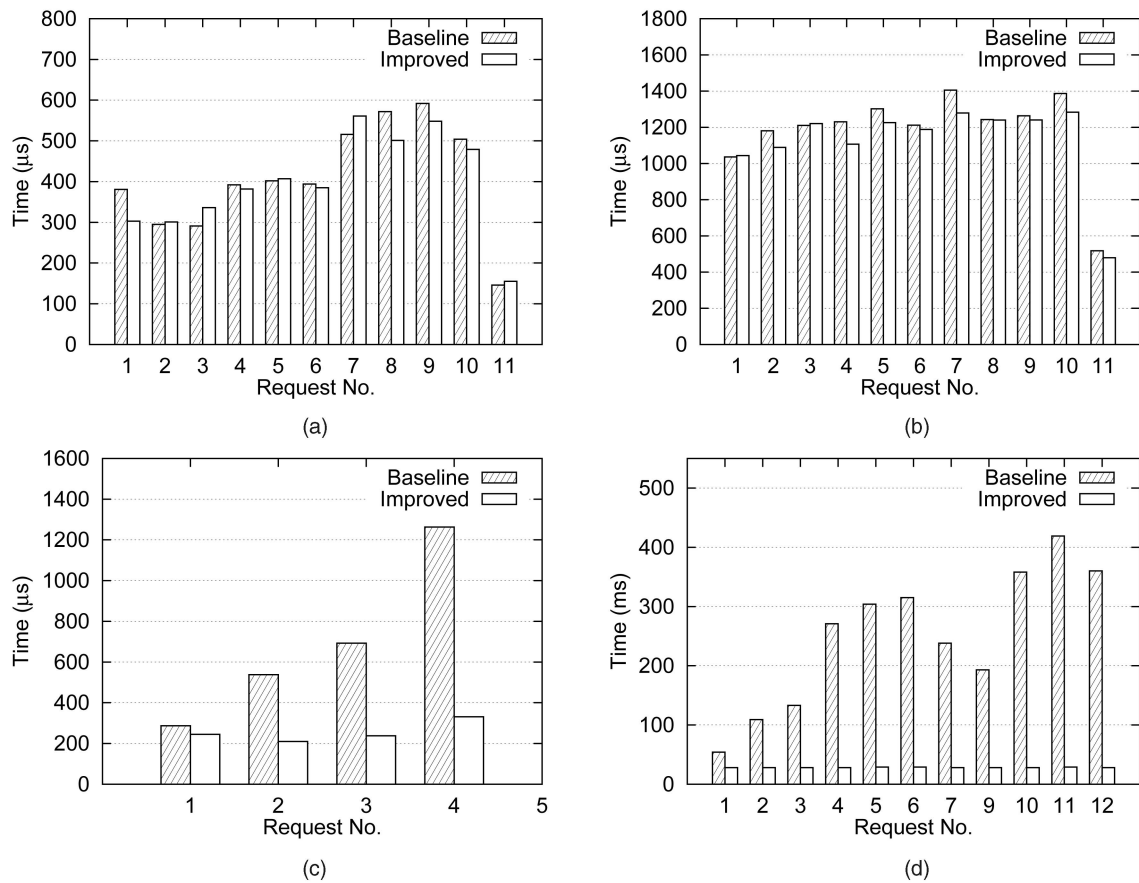 800
700
600
500
400
300
200
100
0
Time (μs)
Baseline
Improved
1 2 3 4 5 6 7 8 9 10 11
Request No.
(a)
1800
1600
1400
1200
1000
800
600
400
200
0
Time (μs)
Baseline
Improved
1 2 3 4 5 6 7 8 9 10 11
Request No.
(b)
1600
1400
1200
1000
800
600
400
200
0
Time (μs)
Baseline
Improved
1 2 3 4 5
Request No.
(c)
500
400
300
200
100
0
Time (ms)
Baseline
Improved
1 2 3 4 5 6 7 9 10 11 12
Request No.
(d)